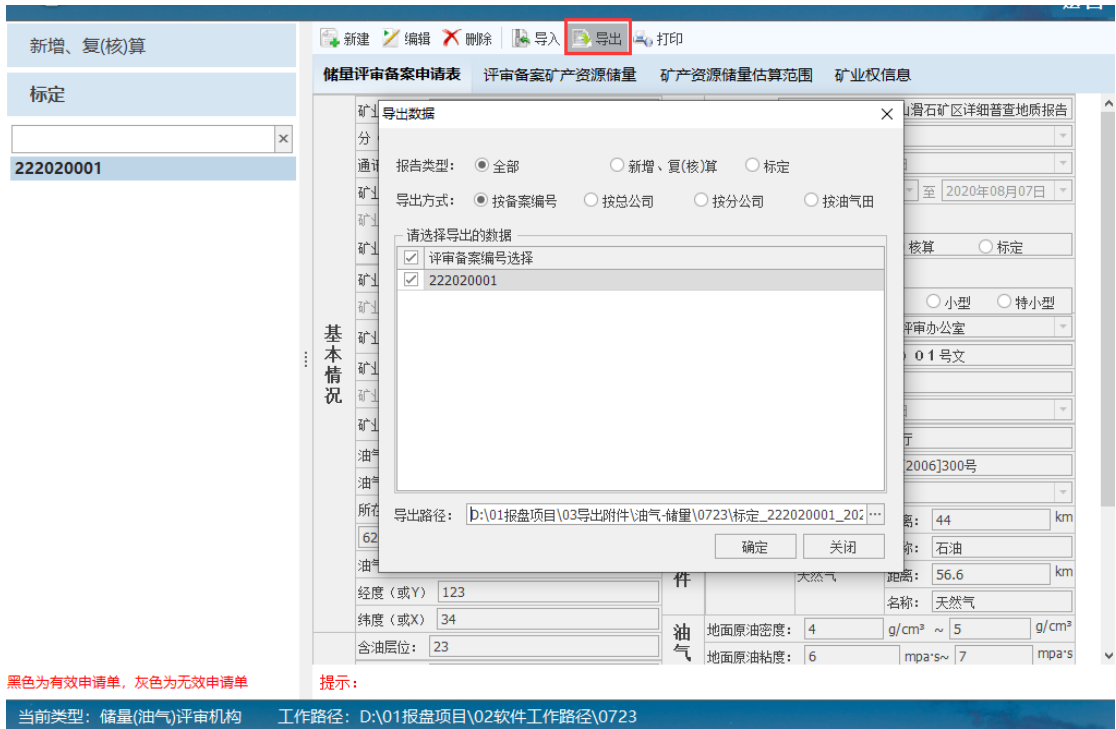 新增、复(核)算
标定
222020001
新建 编辑 删除 导入 导出 打印
储量评审备案申请表 评审备案矿产资源储量 矿产资源储量估算范围 矿业权信息
导出数据
报告类型： 全部 新增、复(核)算 标定
导出方式： 按备案编号 按总公司 按分公司 按油气田
请选择导出的数据
评审备案编号选择
222020001
导出路径： D:\01报盘项目\03导出附件\油气-储量\0723\标定_222020001_202 ...
确定 关闭
基本情况
山滑石矿区详细普查地质报告
至 2020年08月07日
核算 标定
小型 特小型
评审办公室
０１号文
2006]300号
44 km
石油
天然气 距离： 56.6 km
名称： 天然气
件
经度（或Y） 123
纬度（或X） 34
含油层位： 23
油气
地面原油密度： 4 g/cm³ ~ 5 g/cm³
地面原油粘度： 6 mpa·s~ 7 mpa·s
黑色为有效申请单，灰色为无效申请单
提示：
当前类型：储量(油气)评审机构 工作路径：D:\01报盘项目\02软件工作路径\0723